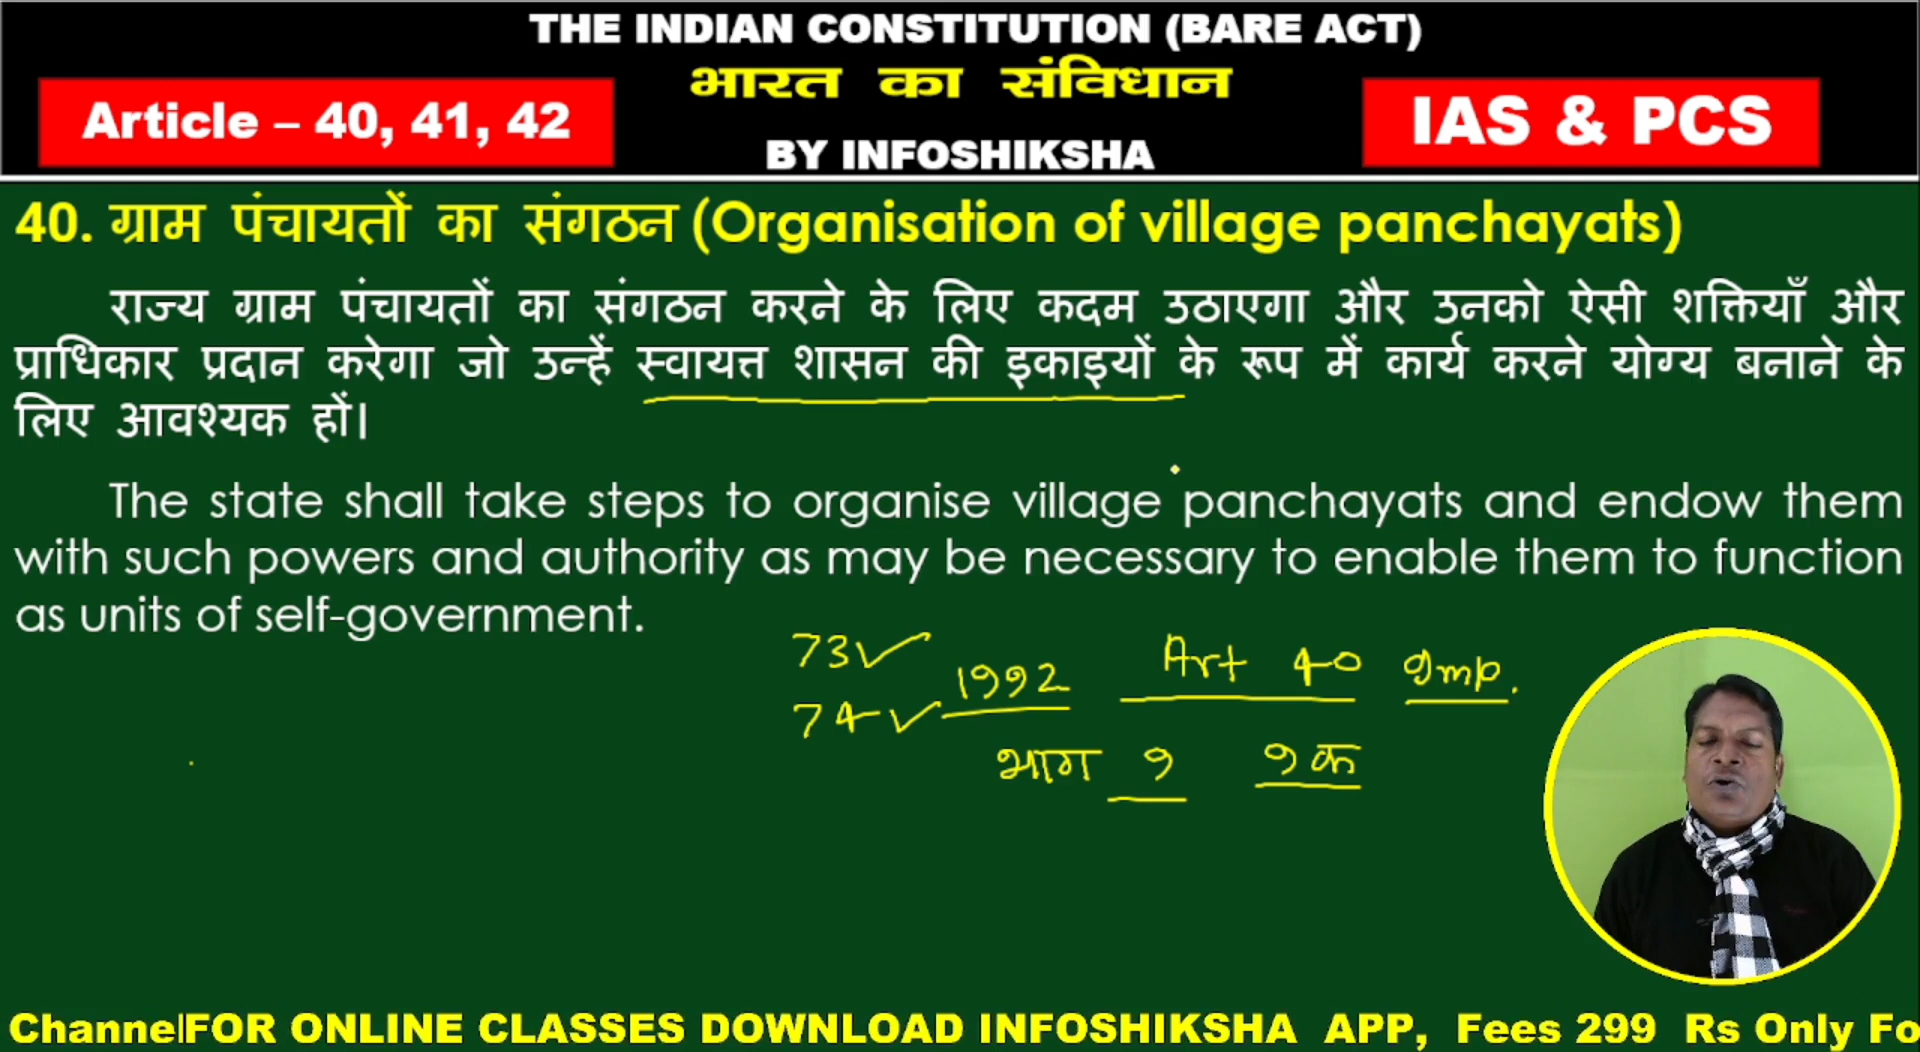 THE INDIAN CONSTITUTION (BARE ACT)
भारत का संविधान
Article – 40, 41, 42
IAS & PCS
BY INFOSHIKSHA
40. ग्राम पंचायतों का संगठन (Organisation of village panchayats)
राज्य ग्राम पंचायतों का संगठन करने के लिए कदम उठाएगा और उनको ऐसी शक्तियाँ और
प्राधिकार प्रदान करेगा जो उन्हें स्वायत्त शासन की इकाइयों के रूप में कार्य करने योग्य बनाने के
लिए आवश्यक हों।
The state shall take steps to organise village panchayats and endow them
with such powers and authority as may be necessary to enable them to function
as units of self-government.
73✓
74✓ 1992
Art 40 Imp.
भाग 9 9क
Channel FOR ONLINE CLASSES DOWNLOAD INFOSHIKSHA APP, Fees 299 Rs Only Fo